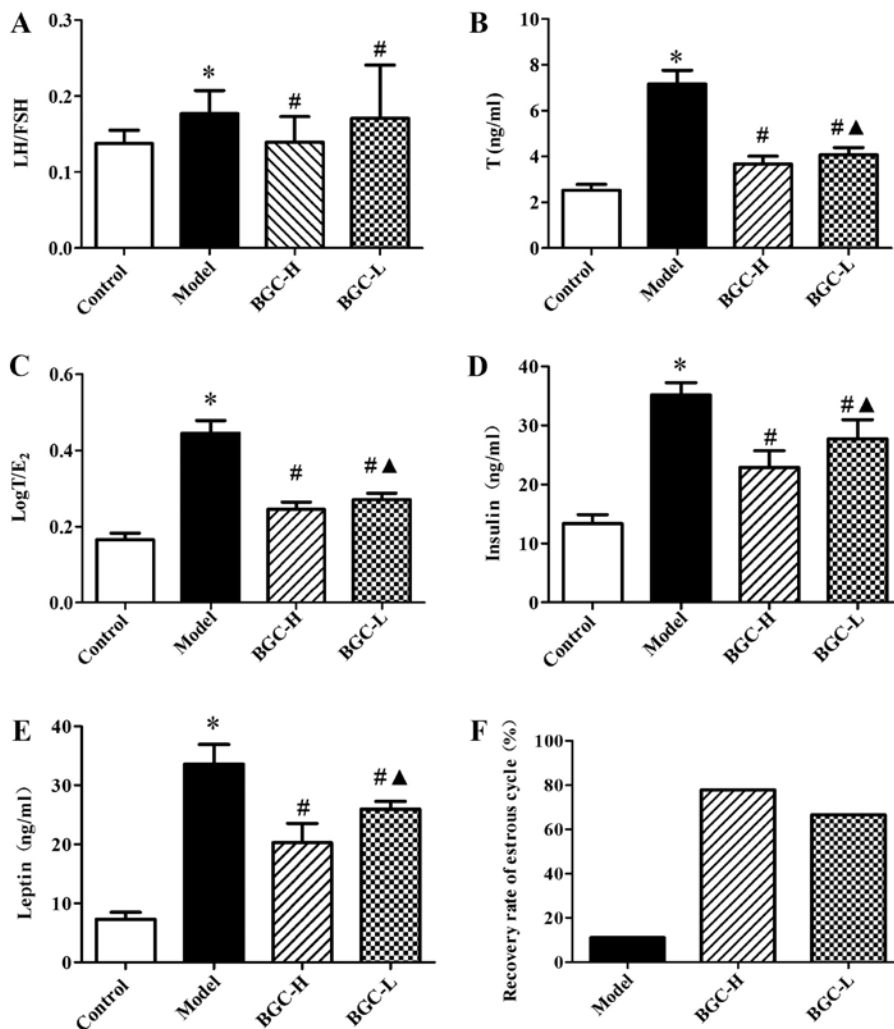 A
LH/FSH
0.3
0.2
0.1
0.0
*
#
#
Control
Model
BGC-H
BGC-L
B
T (ng/ml)
10
8
6
4
2
0
*
#
#▲
Control
Model
BGC-H
BGC-L
C
LogT/E₂
0.6
0.4
0.2
0.0
*
#
#▲
Control
Model
BGC-H
BGC-L
D
Insulin (ng/ml)
40
30
20
10
0
*
#
#▲
Control
Model
BGC-H
BGC-L
E
Leptin (ng/ml)
40
30
20
10
0
*
#
#▲
Control
Model
BGC-H
BGC-L
F
Recovery rate of estrous cycle (%)
100
80
60
40
20
0
Model
BGC-H
BGC-L